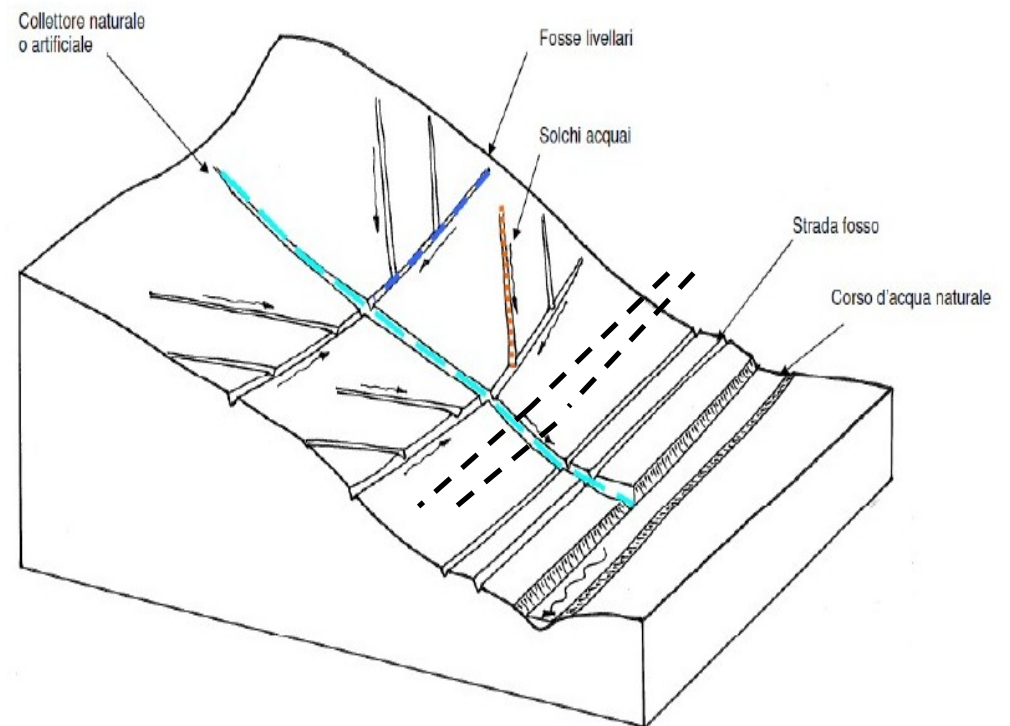 Collettore naturale
o artificiale
Fosse livellari
Solchi acquai
Strada fosso
Corso d'acqua naturale